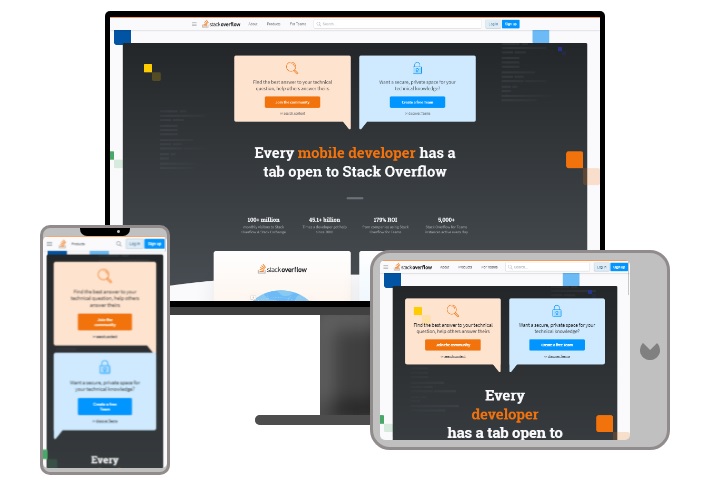 stackoverflow About Products For Teams Search... Log in Sign up
Find the best answer to your technical
question, help others answer theirs.
Join the community
or search content
Want a secure, private space for your
technical knowledge?
Create a free team
or discover Teams
Every mobile developer has a
tab open to Stack Overflow
100+ million
45.1+ billion
179% ROI
5,000+
stackoverflow
Products Log in Sign up
Find the best answer to your
technical question, help others
answer theirs.
Join the
community
or search content
Want a secure, private space for
your technical knowledge?
Create a free
Team
or discover Teams
Every
stackoverflow About Products For Teams Search... Log in Sign up
Find the best answer to your technical
question, help others answer theirs.
Join the community
or search content
Want a secure, private space for your
technical knowledge?
Create a free team
or discover Teams
Every
developer
has a tab open to